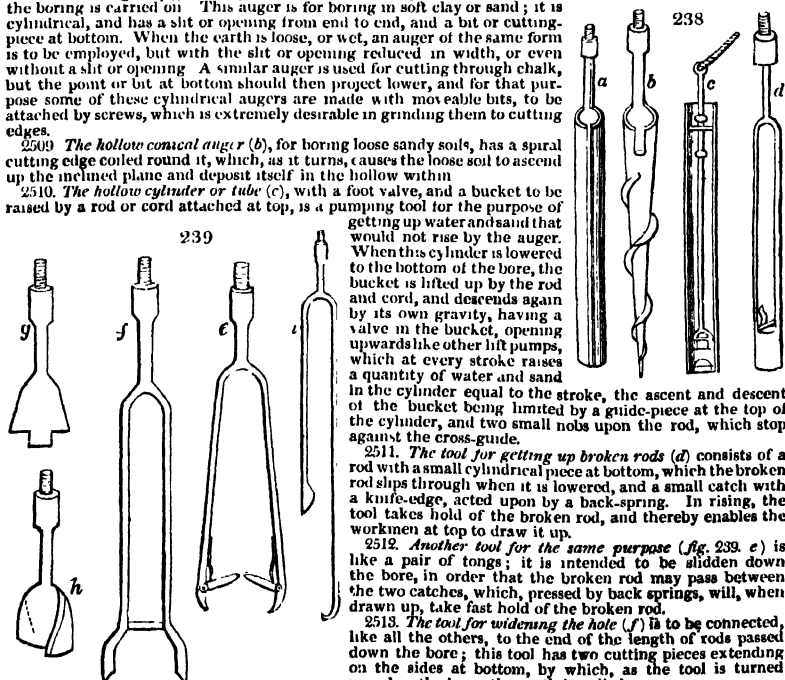 the boring is carried on This auger is for boring in soft clay or sand; it is
cylindrical, and has a slit or opening from end to end, and a bit or cutting-
piece at bottom. When the earth is loose, or wet, an auger of the same form
is to be employed, but with the slit or opening reduced in width, or even
without a slit or opening A similar auger is used for cutting through chalk,
but the point or bit at bottom should then project lower, and for that pur-
pose some of these cylindrical augers are made with moveable bits, to be
attached by screws, which is extremely desirable in grinding them to cutting
edges.
2509 The hollow conical auger (b), for boring loose sandy soils, has a spiral
cutting edge coiled round it, which, as it turns, causes the loose soil to ascend
up the inclined plane and deposit itself in the hollow within
2510. The hollow cylinder or tube (c), with a foot valve, and a bucket to be
raised by a rod or cord attached at top, is a pumping tool for the purpose of
getting up water and sand that
would not rise by the auger.
When this cylinder is lowered
to the bottom of the bore, the
bucket is lifted up by the rod
and cord, and descends again
by its own gravity, having a
valve in the bucket, opening
upwards like other lift pumps,
which at every stroke raises
a quantity of water and sand
in the cylinder equal to the stroke, the ascent and descent
of the bucket being limited by a guide-piece at the top of
the cylinder, and two small nobs upon the rod, which stop
against the cross-guide.
2511. The tool for getting up broken rods (d) consists of a
rod with a small cylindrical piece at bottom, which the broken
rod slips through when it is lowered, and a small catch with
a knife-edge, acted upon by a back-spring. In rising, the
tool takes hold of the broken rod, and thereby enables the
workmen at top to draw it up.
2512. Another tool for the same purpose (fig. 239. e) is
like a pair of tongs; it is intended to be slidden down
the bore, in order that the broken rod may pass between
the two catches, which, pressed by back springs, will, when
drawn up, take fast hold of the broken rod.
2513. The tool for widening the hole (f) is to be connected,
like all the others, to the end of the length of rods passed
down the bore; this tool has two cutting pieces extending
on the sides at bottom, by which, as the tool is turned
238
a
b
c
d
239
g
f
e
i
h